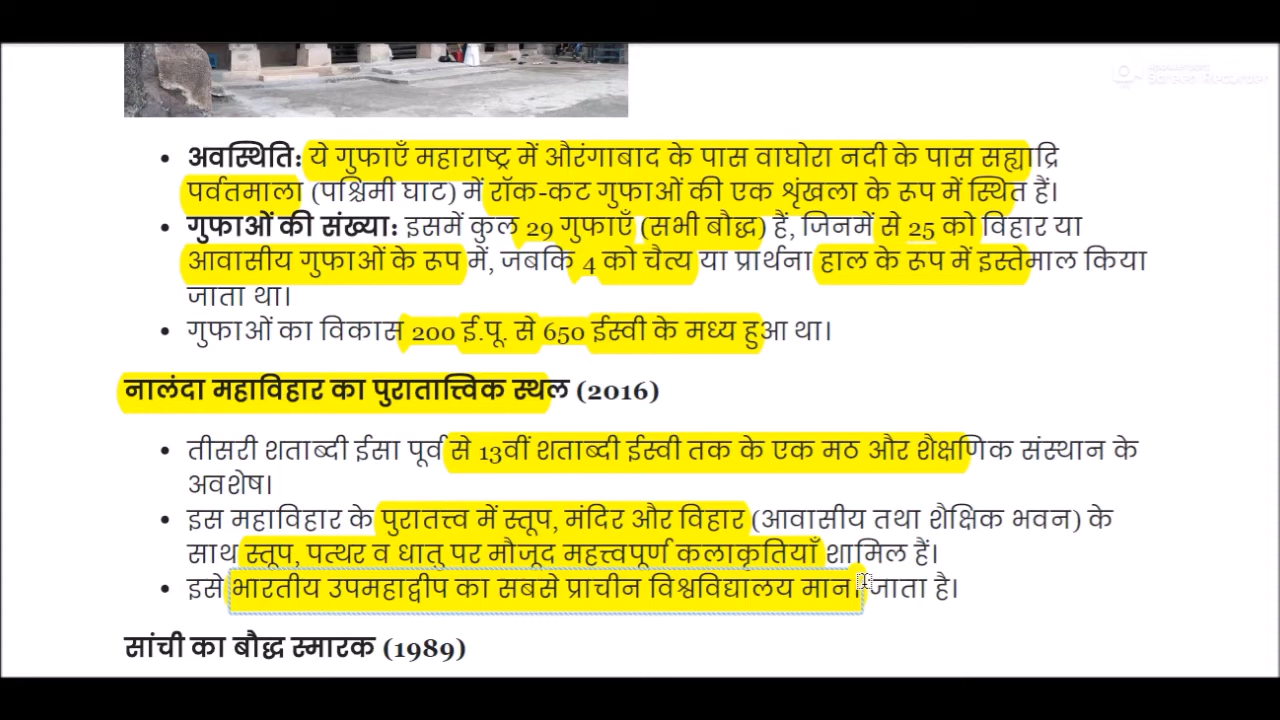 Apowersoft
Screen Recorder
अवस्थिति: ये गुफाएँ महाराष्ट्र में औरंगाबाद के पास वाघोरा नदी के पास सह्याद्रि
पर्वतमाला (पश्चिमी घाट) में रॉक-कट गुफाओं की एक श्रृंखला के रूप में स्थित हैं।
गुफाओं की संख्या: इसमें कुल 29 गुफाएँ (सभी बौद्ध) हैं, जिनमें से 25 को विहार या
आवासीय गुफाओं के रूप में, जबकि 4 को चैत्य या प्रार्थना हाल के रूप में इस्तेमाल किया
जाता था।
गुफाओं का विकास 200 ई.पू. से 650 ईस्वी के मध्य हुआ था।
नालंदा महाविहार का पुरातात्त्विक स्थल (2016)
तीसरी शताब्दी ईसा पूर्व से 13वीं शताब्दी ईस्वी तक के एक मठ और शैक्षणिक संस्थान के
अवशेष।
इस महाविहार के पुरातत्त्व में स्तूप, मंदिर और विहार (आवासीय तथा शैक्षिक भवन) के
साथ स्तूप, पत्थर व धातु पर मौजूद महत्त्वपूर्ण कलाकृतियाँ शामिल हैं।
इसे भारतीय उपमहाद्वीप का सबसे प्राचीन विश्वविद्यालय माना जाता है।
सांची का बौद्ध स्मारक (1989)